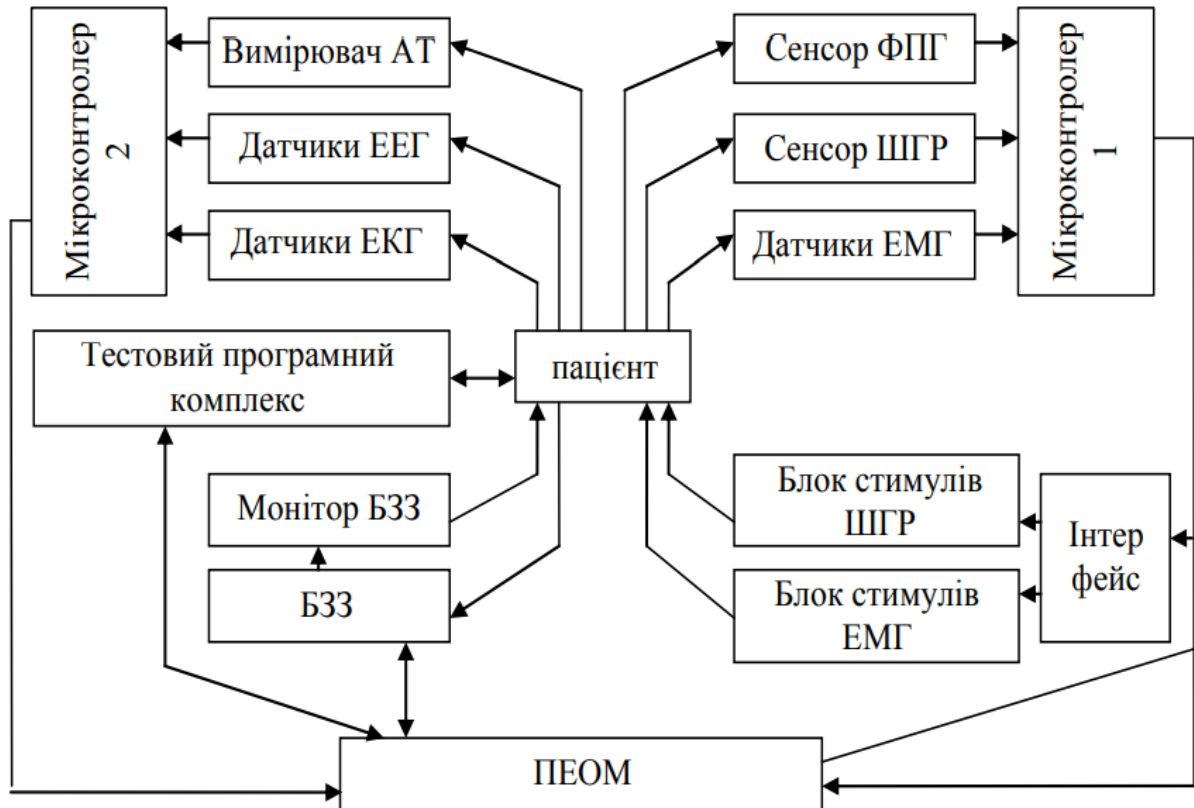 Мікроконтролер
2
Вимірювач АТ
Датчики ЕЕГ
Датчики ЕКГ
Сенсор ФПГ
Сенсор ШГР
Датчики ЕМГ
Мікроконтролер
1
Тестовий програмний
комплекс
пацієнт
Монітор БЗЗ
БЗЗ
Блок стимулів
ШГР
Блок стимулів
ЕМГ
Інтер
фейс
ПЕОМ